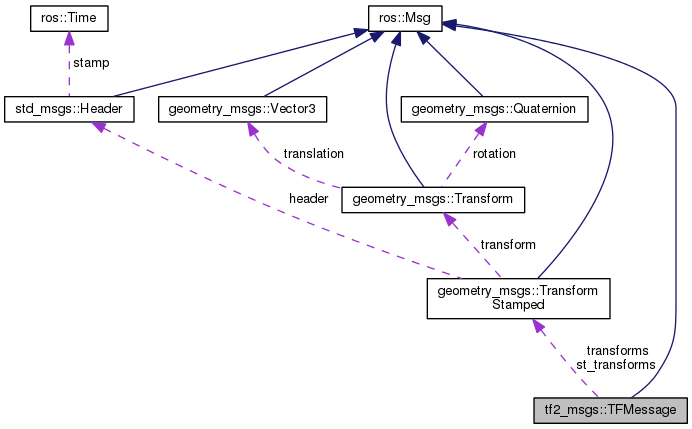 ros::Time
ros::Msg
stamp
std_msgs::Header
geometry_msgs::Vector3
geometry_msgs::Quaternion
translation
rotation
header
geometry_msgs::Transform
transform
geometry_msgs::Transform
Stamped
transforms
st_transforms
tf2_msgs::TFMessage